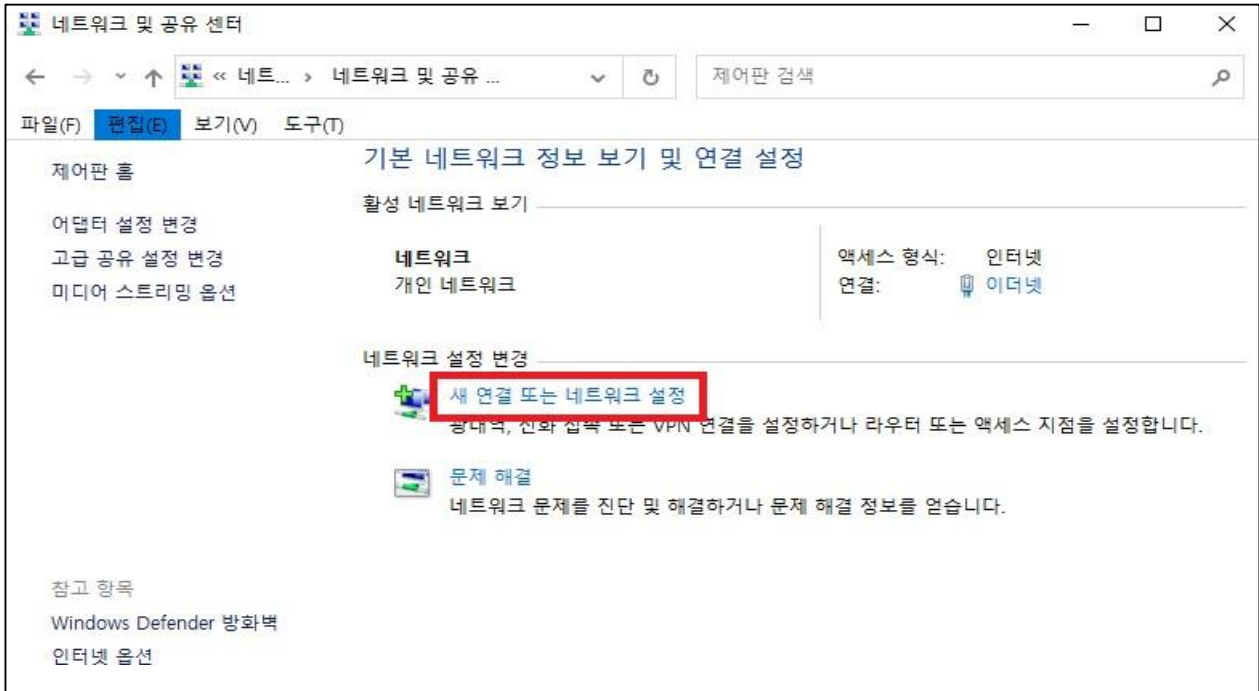 네트워크 및 공유 센터
« 네트... › 네트워크 및 공유 ...
제어판 검색
파일(F) 편집(E) 보기(V) 도구(T)
제어판 홈
어댑터 설정 변경
고급 공유 설정 변경
미디어 스트리밍 옵션
기본 네트워크 정보 보기 및 연결 설정
활성 네트워크 보기
네트워크
개인 네트워크
액세스 형식: 인터넷
연결: 이더넷
네트워크 설정 변경
새 연결 또는 네트워크 설정
광대역, 전화 접속 또는 VPN 연결을 설정하거나 라우터 또는 액세스 지점을 설정합니다.
문제 해결
네트워크 문제를 진단 및 해결하거나 문제 해결 정보를 얻습니다.
참고 항목
Windows Defender 방화벽
인터넷 옵션